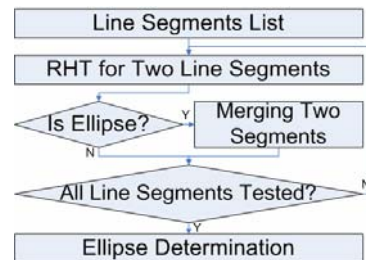 Line Segments List
RHT for Two Line Segments
Is Ellipse?
Y
Merging Two
Segments
N
All Line Segments Tested?
N
Y
Ellipse Determination